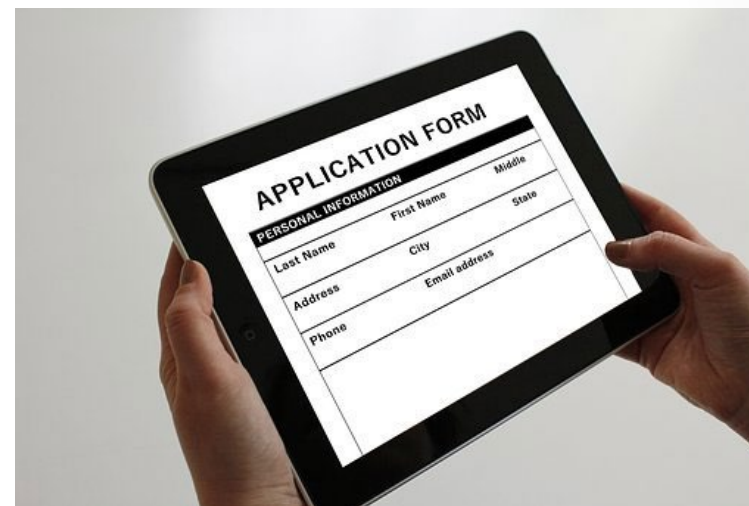 APPLICATION FORM
PERSONAL INFORMATION
Last Name First Name Middle
Address City State
Phone Email address